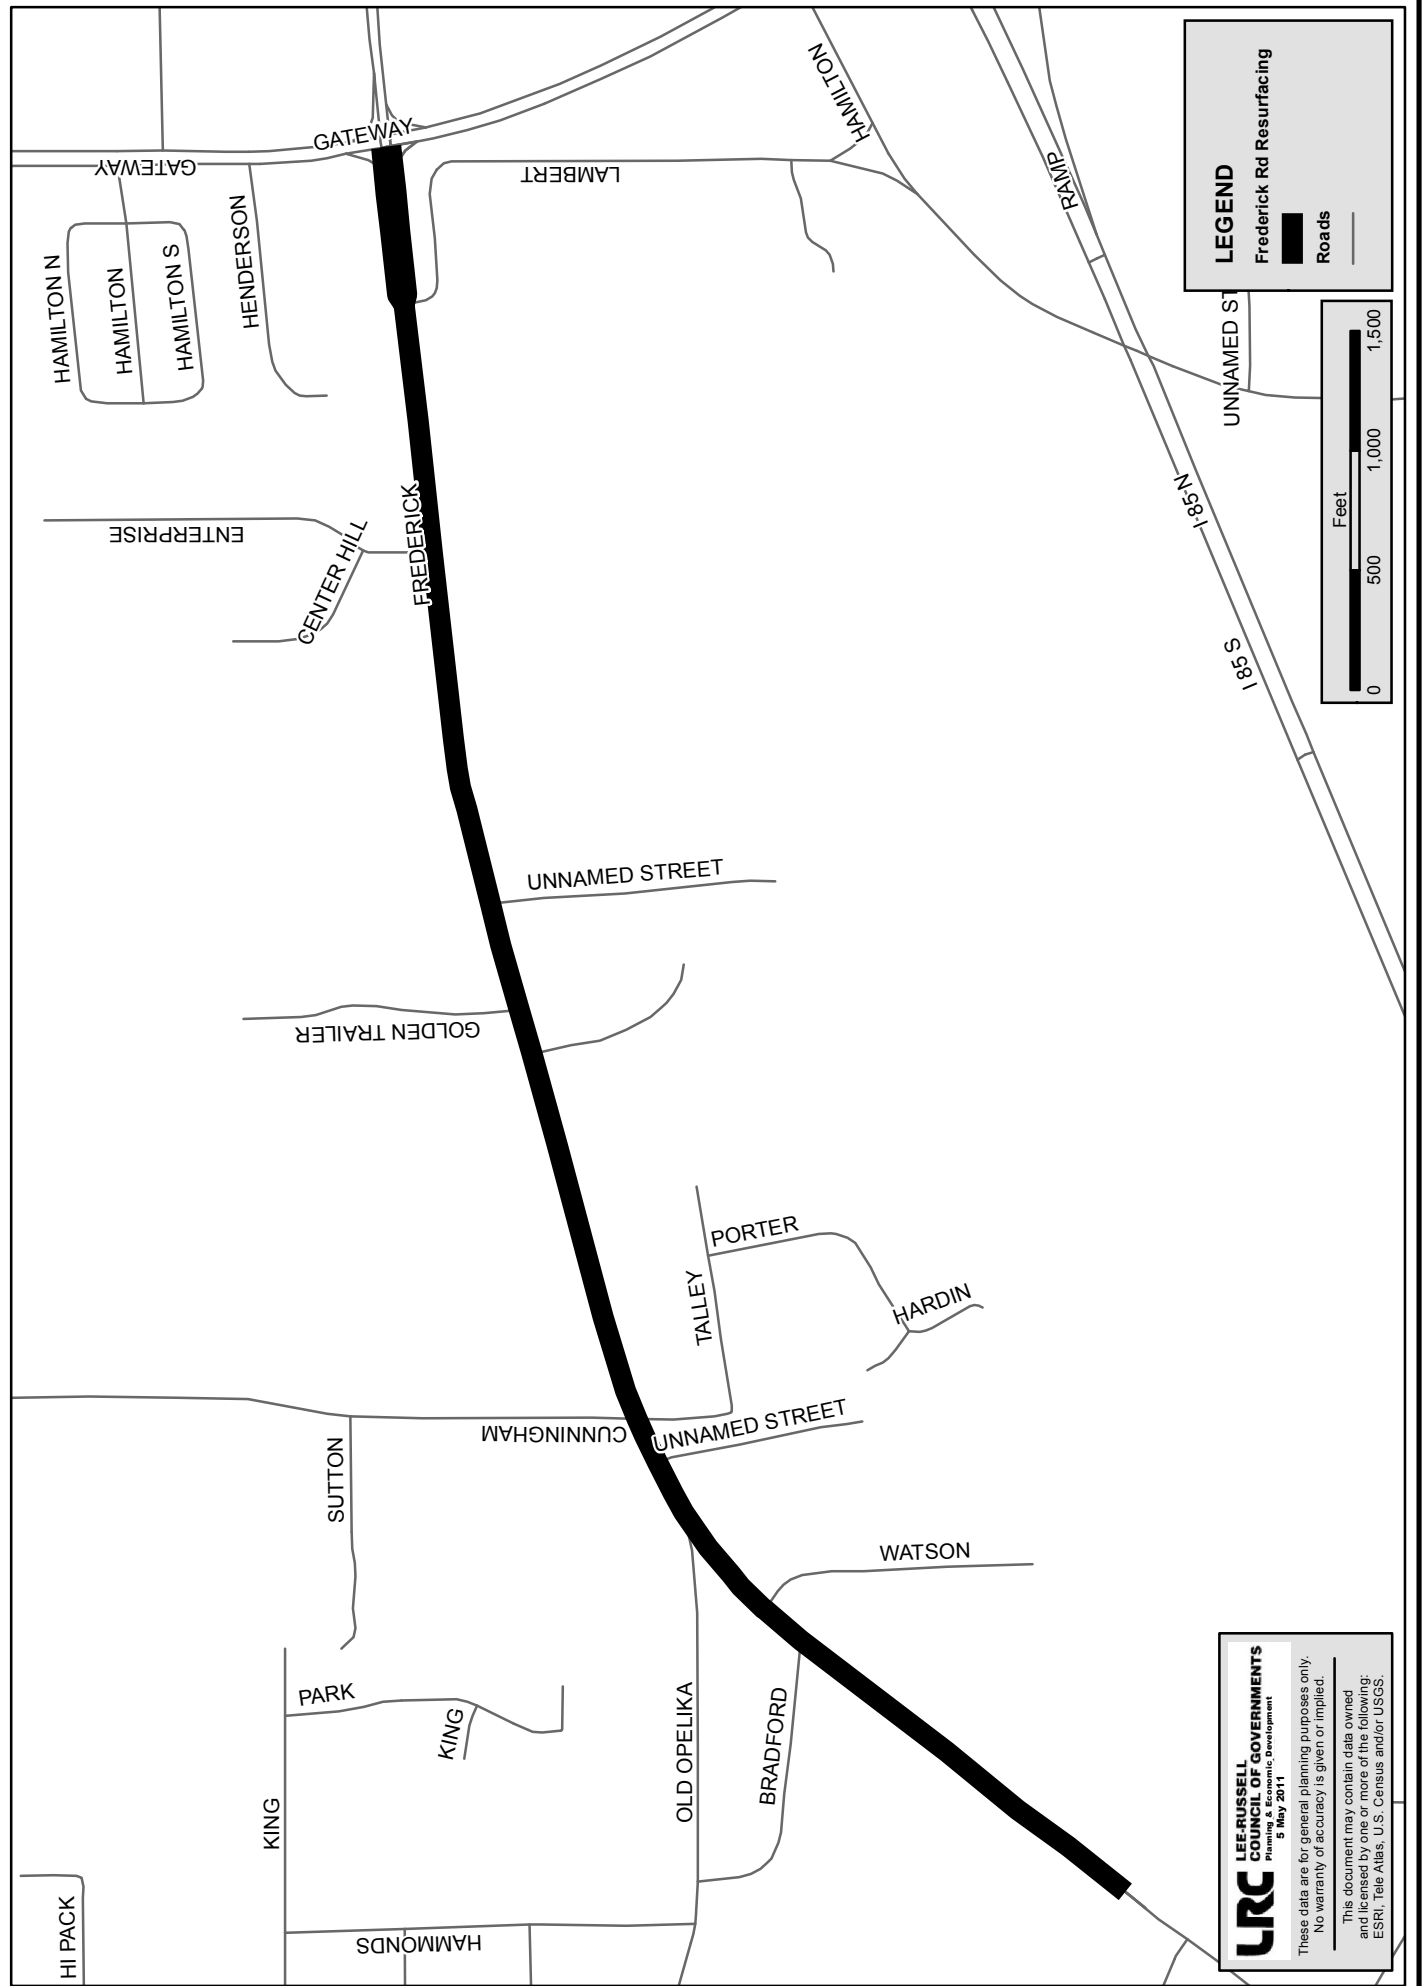 GATEWAY
GATEWAY
HAMILTON
LAMBERT
RAMP
HAMILTON N
HAMILTON
HAMILTON S
HENDERSON
ENTERPRISE
CENTER HILL
FREDERICK
I-85 N
I 85 S
UNNAMED ST
UNNAMED STREET
GOLDEN TRAILER
PORTER
TALLEY
HARDIN
CUNNINGHAM
UNNAMED STREET
SUTTON
WATSON
PARK
KING
KING
OLD OPELIKA
BRADFORD
HI PACK
HAMMONDS
LEGEND
Frederick Rd Resurfacing
Roads
Feet
0 500 1,000 1,500
LRC
LEE-RUSSELL
COUNCIL OF GOVERNMENTS
Planning & Economic Development
5 May 2011
These data are for general planning purposes only.
No warranty of accuracy is given or implied.
This document may contain data owned
and licensed by one or more of the following:
ESRI, Tele Atlas, U.S. Census and/or USGS.